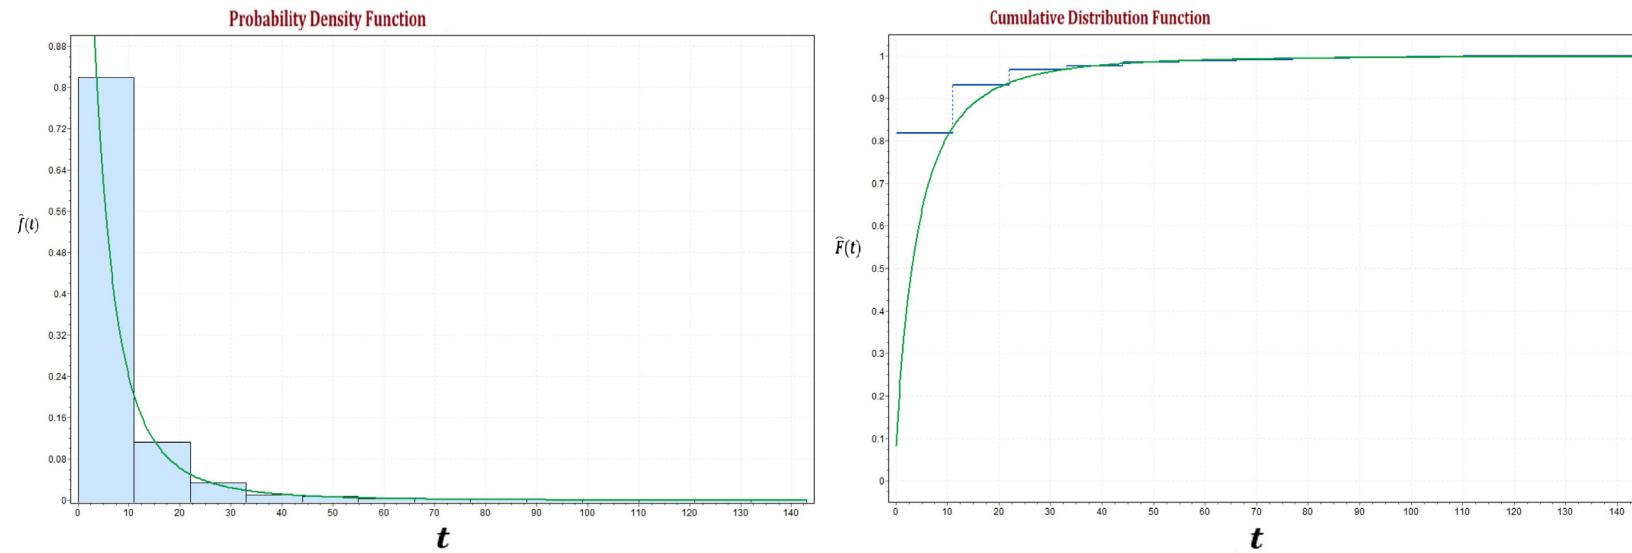 Probability Density Function
0.88
0.8
0.72
0.64
0.56
0.48
0.4
0.32
0.24
0.16
0.08
0
f̂(t)
0 10 20 30 40 50 60 70 80 90 100 110 120 130 140
t
Cumulative Distribution Function
1
0.9
0.8
0.7
0.6
0.5
0.4
0.3
0.2
0.1
0
F̂(t)
0 10 20 30 40 50 60 70 80 90 100 110 120 130 140
t